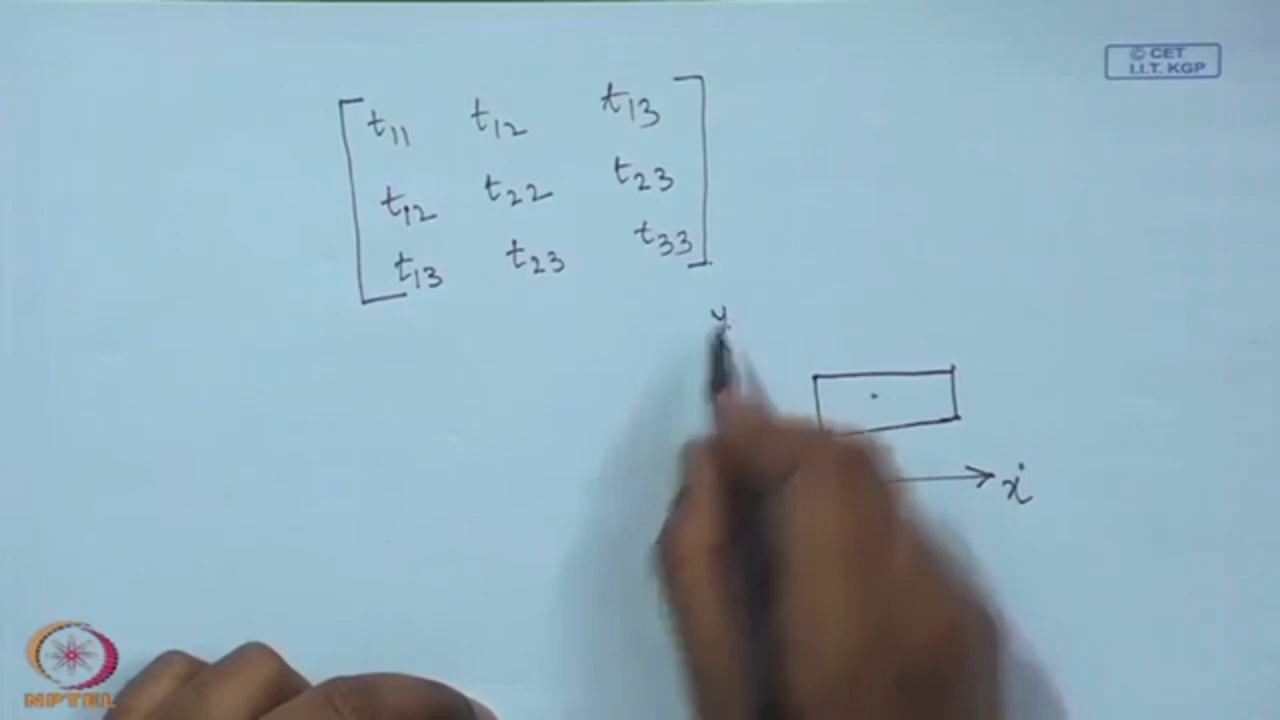 © CET
I.I.T. KGP
t11 t12 t13
t12 t22 t23
t13 t23 t33
y
x
NPTEL